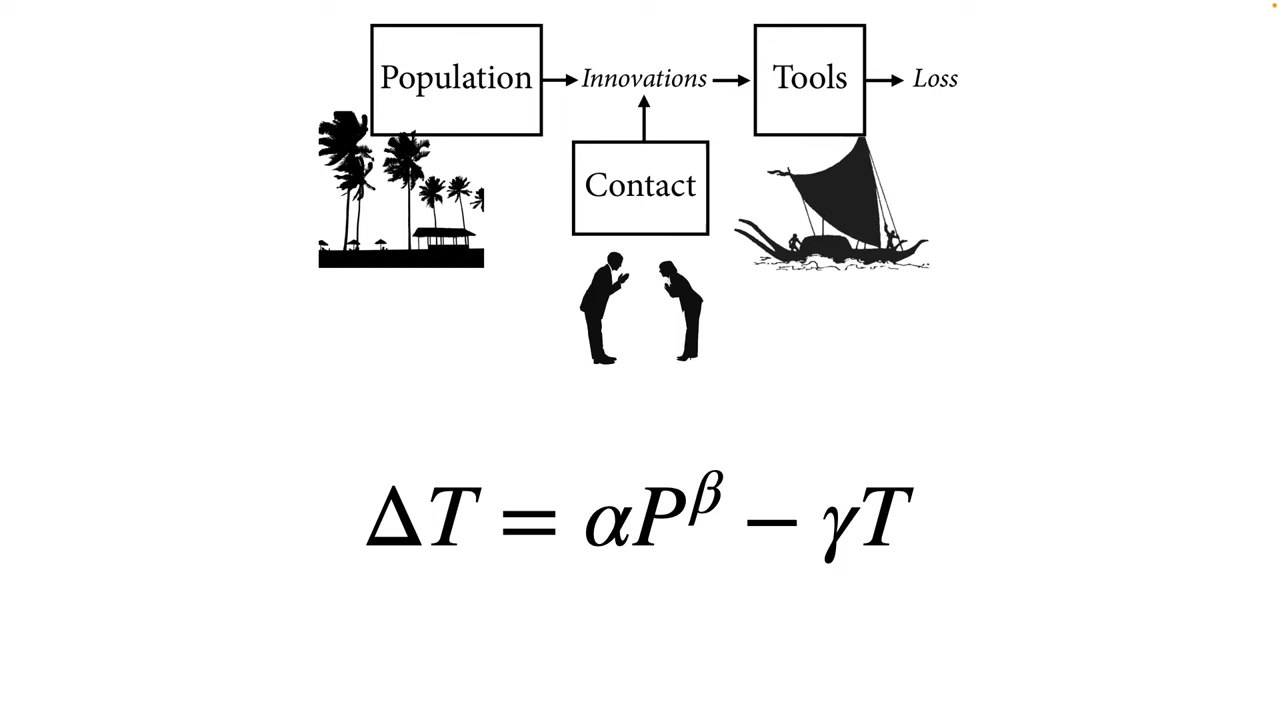 Population Innovations Tools Loss
Contact
ΔT = αP^β − γT